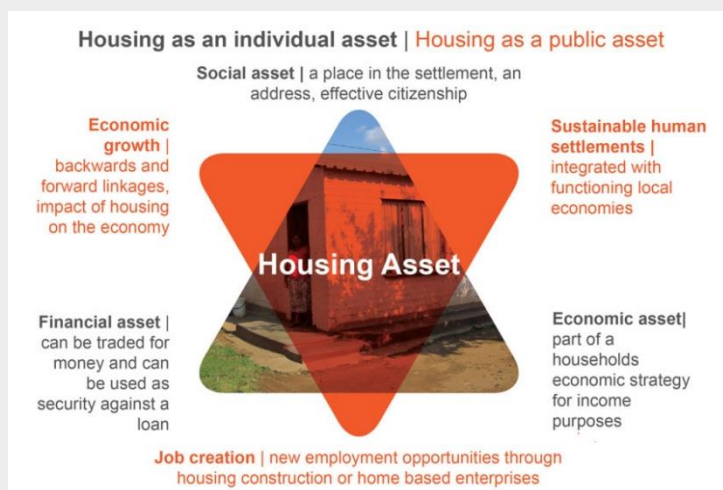 Housing as an individual asset | Housing as a public asset
Social asset | a place in the settlement, an
address, effective citizenship
Economic
growth |
backwards and
forward linkages,
impact of housing
on the economy
Sustainable human
settlements |
integrated with
functioning local
economies
Housing Asset
Financial asset |
can be traded for
money and can
be used as
security against a
loan
Economic asset|
part of a
households
economic strategy
for income
purposes
Job creation | new employment opportunities through
housing construction or home based enterprises